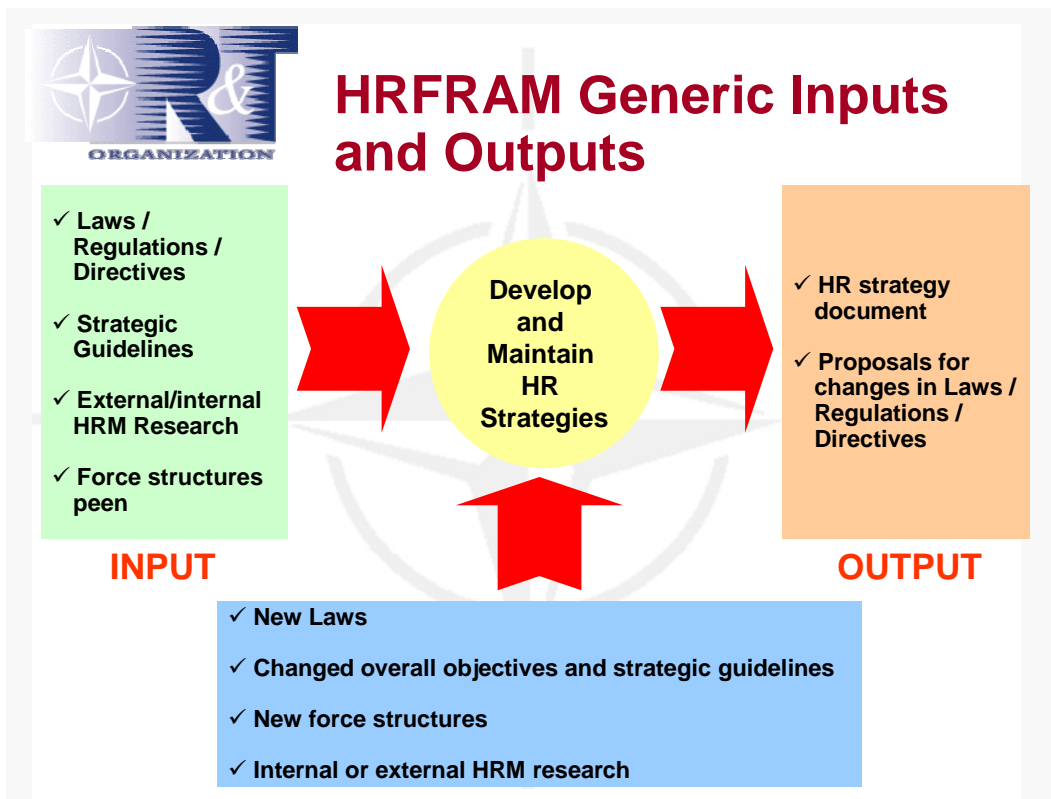 R&T
ORGANIZATION
HRFRAM Generic Inputs
and Outputs
✓ Laws /
Regulations /
Directives
✓ Strategic
Guidelines
✓ External/internal
HRM Research
✓ Force structures
peen
INPUT
Develop
and
Maintain
HR
Strategies
✓ HR strategy
document
✓ Proposals for
changes in Laws /
Regulations /
Directives
OUTPUT
✓ New Laws
✓ Changed overall objectives and strategic guidelines
✓ New force structures
✓ Internal or external HRM research